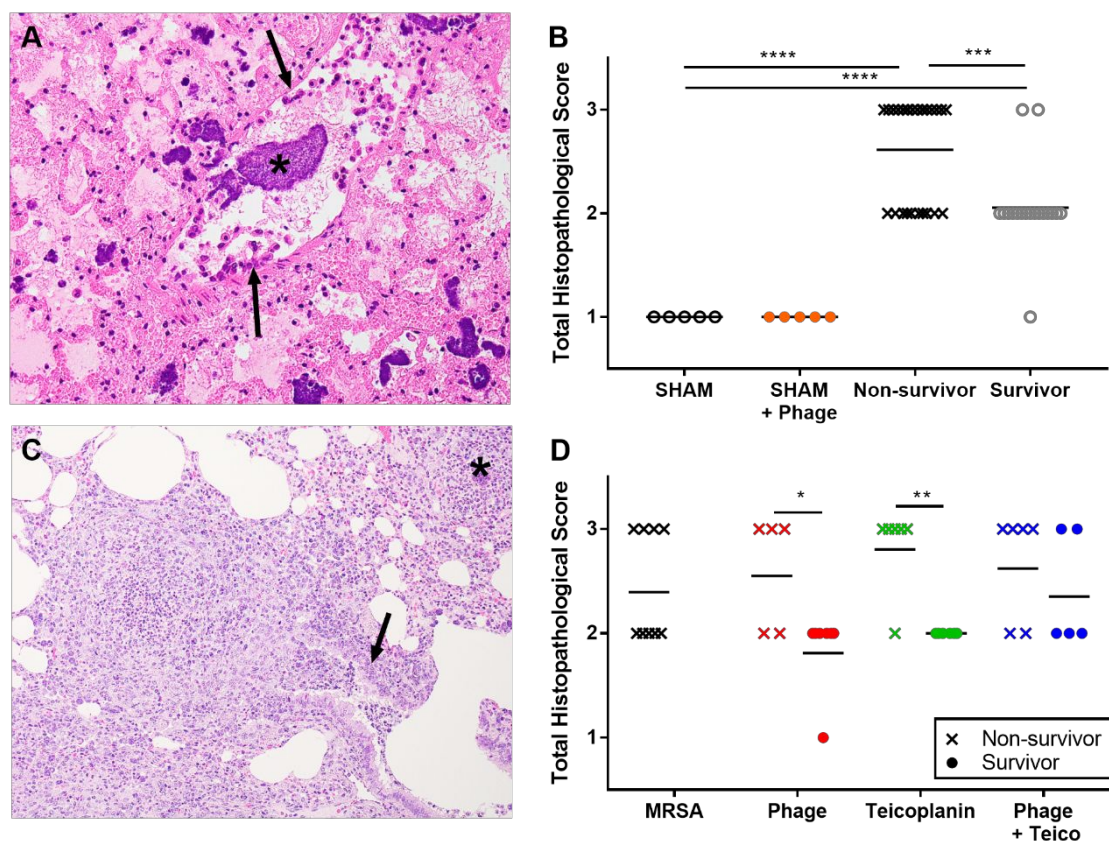 A
*
B
Total Histopathological Score
3
2
1
****
***
****
SHAM
SHAM
+ Phage
Non-survivor
Survivor
C
*
D
Total Histopathological Score
3
2
1
*
**
MRSA
Phage
Teicoplanin
Phage
+ Teico
Non-survivor
Survivor